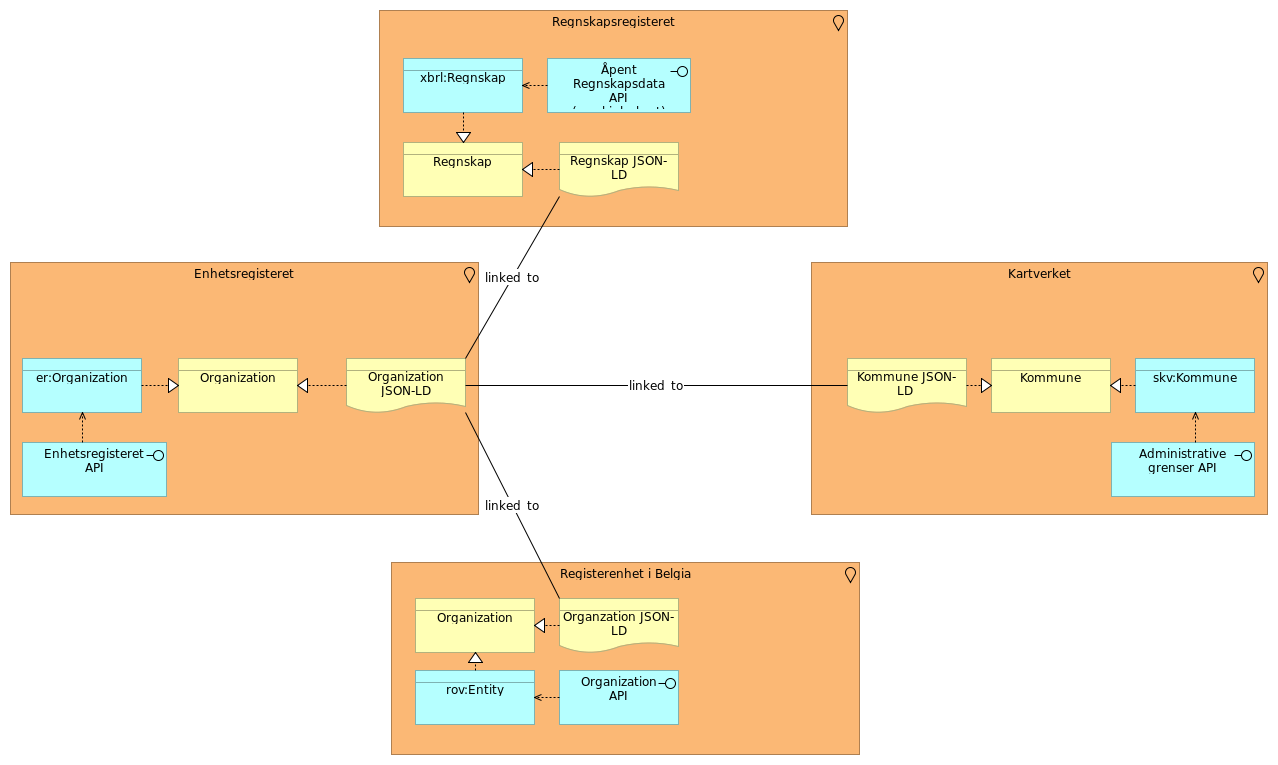 Regnskapsregisteret
xbrl:Regnskap
Åpent
Regnskapsdata
API
Regnskap
Regnskap JSON-
LD
linked to
Enhetsregisteret
er:Organization
Organization
Organization
JSON-LD
Enhetsregisteret
API
linked to
Kartverket
Kommune JSON-
LD
Kommune
skv:Kommune
Administrative
grenser API
linked to
Registerenhet i Belgia
Organization
Organzation JSON-
LD
rov:Entity
Organization
API